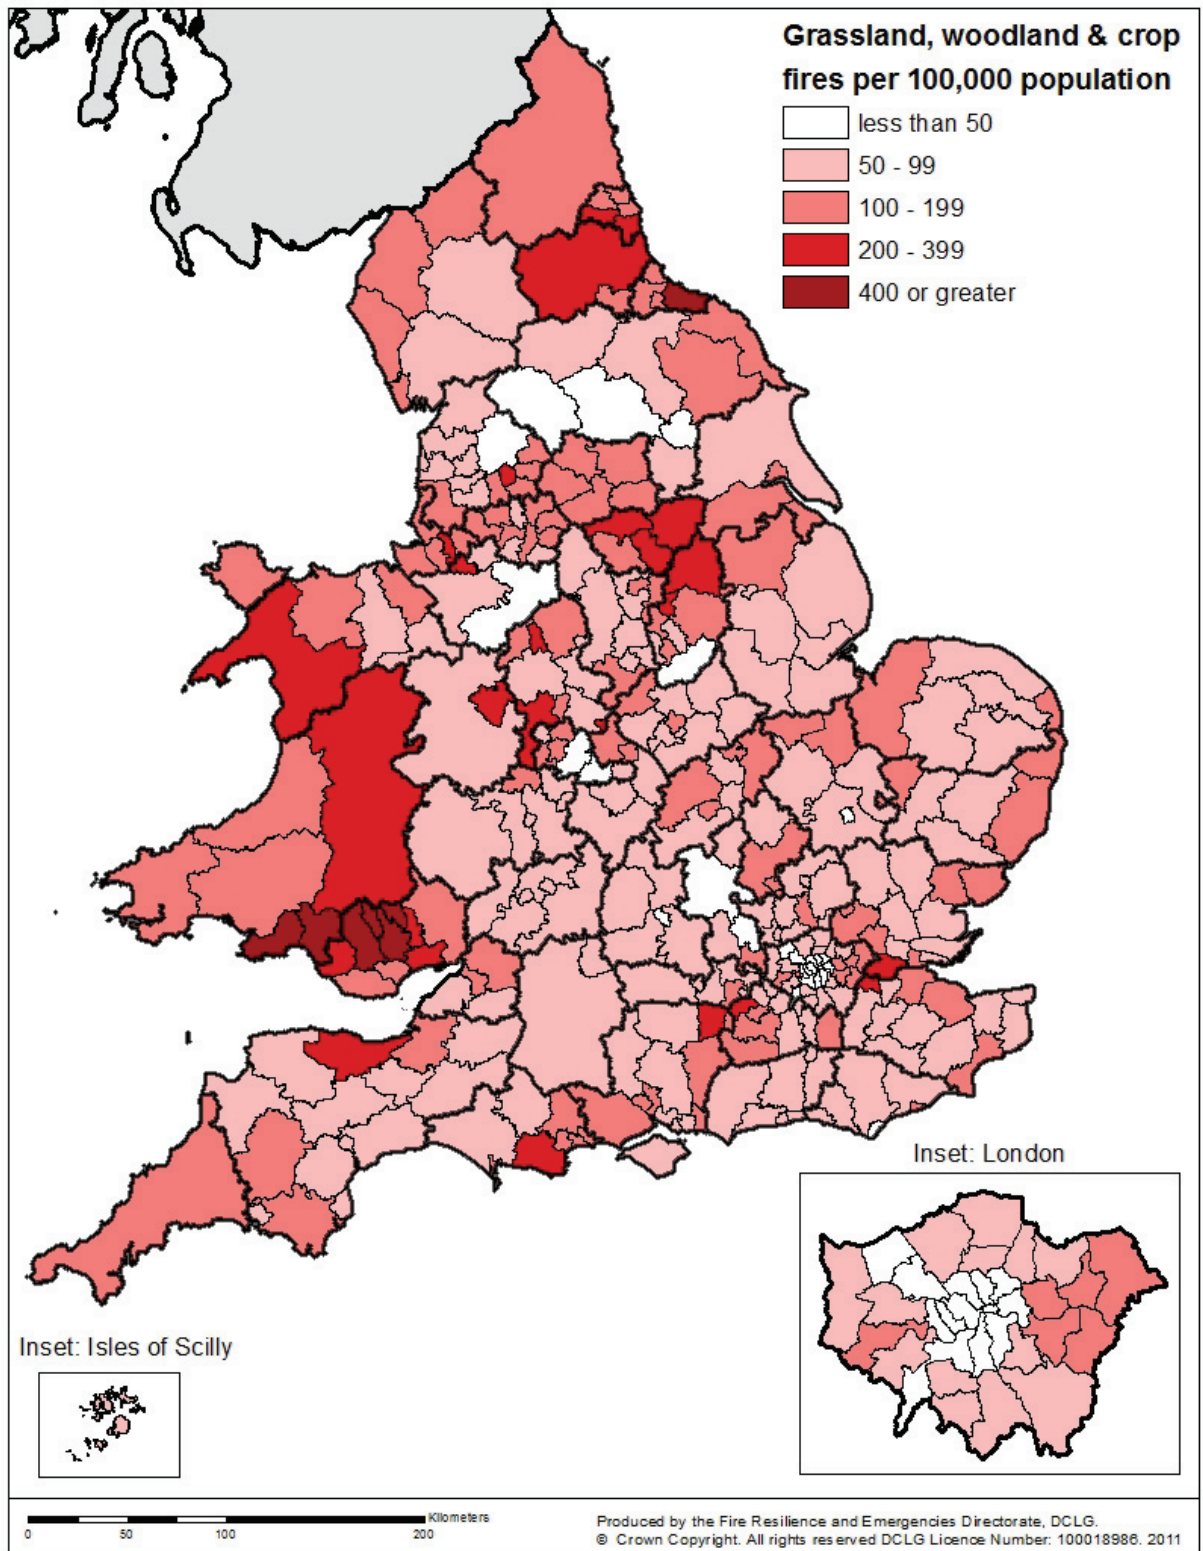 Grassland, woodland & crop
fires per 100,000 population
less than 50
50 - 99
100 - 199
200 - 399
400 or greater
Inset: London
Inset: Isles of Scilly
Kilometers
0 50 100 200
Produced by the Fire Resilience and Emergencies Directorate, DCLG.
© Crown Copyright. All rights reserved DCLG Licence Number: 100018986. 2011